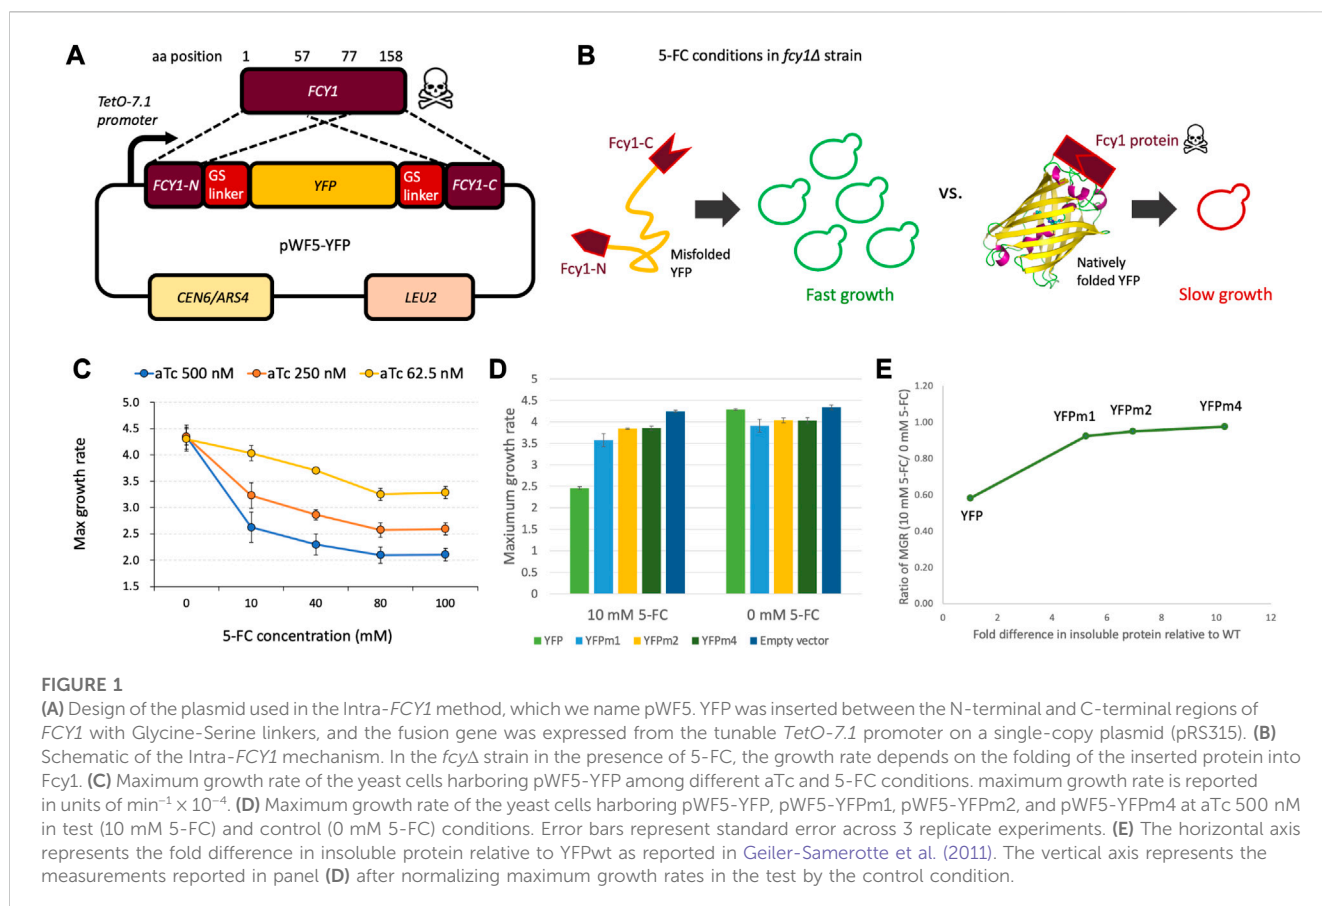 A
aa position 1 57 77 158
FCY1
TetO-7.1
promoter
FCY1-N
GS
linker
YFP
GS
linker
FCY1-C
pWF5-YFP
CEN6/ARS4
LEU2
B
5-FC conditions in fcy1Δ strain
Fcy1-C
Fcy1-N
Misfolded
YFP
Fast growth
vs.
Fcy1 protein
Natively
folded YFP
Slow growth
C
aTc 500 nM aTc 250 nM aTc 62.5 nM
Max growth rate
5.0
4.5
4.0
3.5
3.0
2.5
2.0
1.5
0 10 40 80 100
5-FC concentration (mM)
D
Maxiumum growth rate
5
4.5
4
3.5
3
2.5
2
1.5
1
0.5
0
10 mM 5-FC 0 mM 5-FC
YFP YFPm1 YFPm2 YFPm4 Empty vector
E
Ratio of MGR (10 mM 5-FC/ 0 mM 5-FC)
1.20
1.00
0.80
0.60
0.40
0.20
0.00
YFP
YFPm1
YFPm2
YFPm4
0 2 4 6 8 10 12
Fold difference in insoluble protein relative to WT
FIGURE 1
(A) Design of the plasmid used in the Intra-FCY1 method, which we name pWF5. YFP was inserted between the N-terminal and C-terminal regions of
FCY1 with Glycine-Serine linkers, and the fusion gene was expressed from the tunable TetO-7.1 promoter on a single-copy plasmid (pRS315). (B)
Schematic of the Intra-FCY1 mechanism. In the fcyΔ strain in the presence of 5-FC, the growth rate depends on the folding of the inserted protein into
Fcy1. (C) Maximum growth rate of the yeast cells harboring pWF5-YFP among different aTc and 5-FC conditions. maximum growth rate is reported
in units of min⁻¹ × 10⁻⁴. (D) Maximum growth rate of the yeast cells harboring pWF5-YFP, pWF5-YFPm1, pWF5-YFPm2, and pWF5-YFPm4 at aTc 500 nM
in test (10 mM 5-FC) and control (0 mM 5-FC) conditions. Error bars represent standard error across 3 replicate experiments. (E) The horizontal axis
represents the fold difference in insoluble protein relative to YFPwt as reported in Geiler-Samerotte et al. (2011). The vertical axis represents the
measurements reported in panel (D) after normalizing maximum growth rates in the test by the control condition.